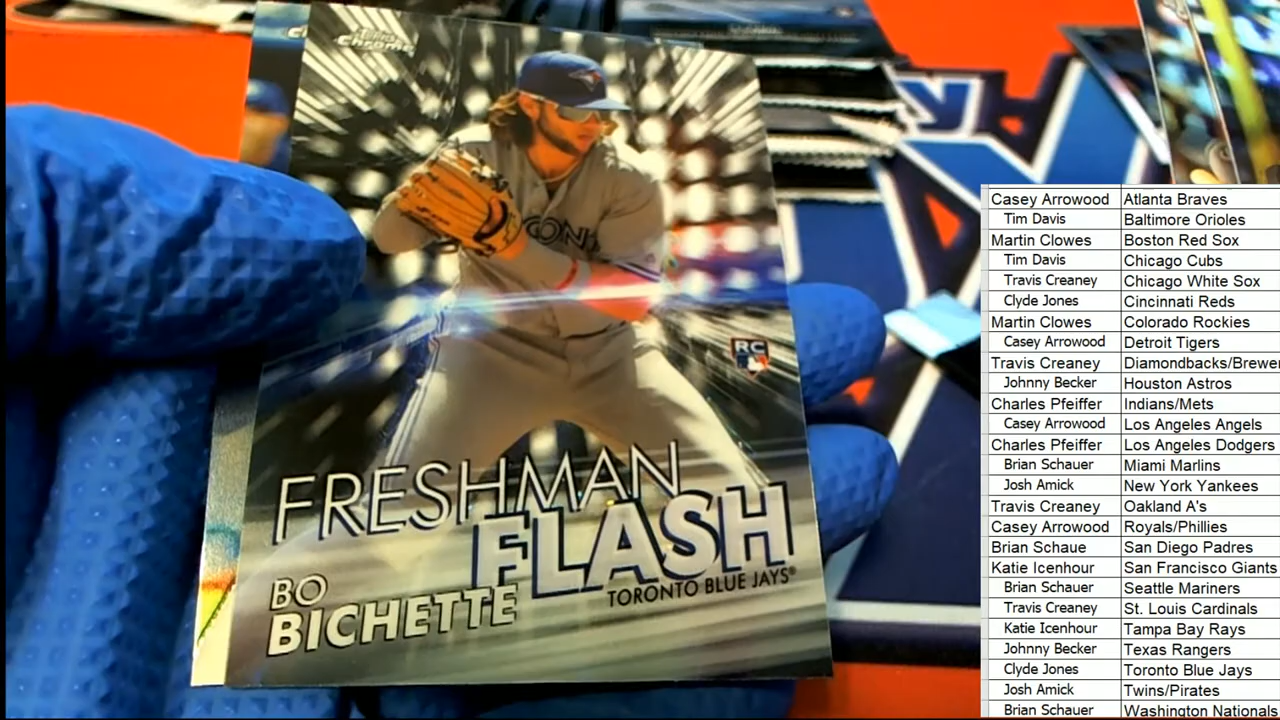 Topps
Chrome
CON
RC
FRESHMAN
FLASH
TORONTO BLUE JAYS®
BO
BICHETTE
Casey Arrowood Atlanta Braves
Tim Davis Baltimore Orioles
Martin Clowes Boston Red Sox
Tim Davis Chicago Cubs
Travis Creaney Chicago White Sox
Clyde Jones Cincinnati Reds
Martin Clowes Colorado Rockies
Casey Arrowood Detroit Tigers
Travis Creaney Diamondbacks/Brewer
Johnny Becker Houston Astros
Charles Pfeiffer Indians/Mets
Casey Arrowood Los Angeles Angels
Charles Pfeiffer Los Angeles Dodgers
Brian Schauer Miami Marlins
Josh Amick New York Yankees
Travis Creaney Oakland A's
Casey Arrowood Royals/Phillies
Brian Schaue San Diego Padres
Katie Icenhour San Francisco Giants
Brian Schauer Seattle Mariners
Travis Creaney St. Louis Cardinals
Katie Icenhour Tampa Bay Rays
Johnny Becker Texas Rangers
Clyde Jones Toronto Blue Jays
Josh Amick Twins/Pirates
Brian Schauer Washington Nationals